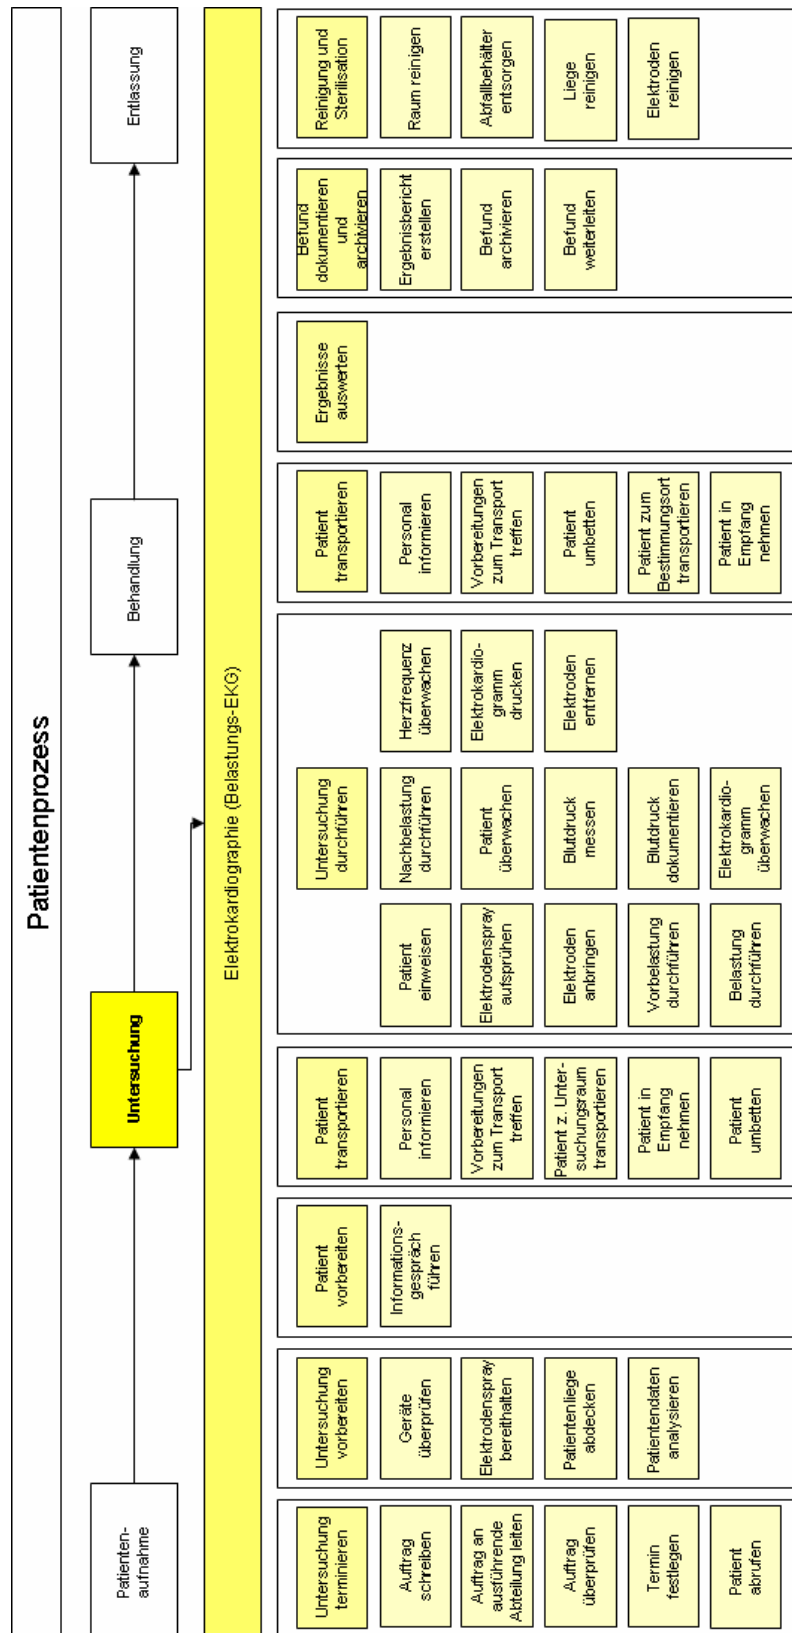 Patientenprozess
Patienten-
aufnahme
Untersuchung
Behandlung
Entlassung
Elektrokardiographie (Belastungs-EKG)
Untersuchung
terminieren
Auftrag
schreiben
Auftrag an
ausführende
Abteilung leiten
Auftrag
überprüfen
Termin
festlegen
Patient
abrufen
Untersuchung
vorbereiten
Geräte
überprüfen
Elektrodenspray
bereithalten
Patientenliege
abdecken
Patientendaten
analysieren
Patient
vorbereiten
Informations-
gespräch
führen
Patient
transportieren
Personal
informieren
Vorbereitungen
zum Transport
treffen
Patient z. Unter-
suchungsraum
transportieren
Patient in
Empfang
nehmen
Patient
umbetten
Untersuchung
durchführen
Patient
einweisen
Elektrodenspray
aufsprühen
Elektroden
anbringen
Vorbelastung
durchführen
Belastung
durchführen
Nachbelastung
durchführen
Patient
überwachen
Blutdruck
messen
Blutdruck
dokumentieren
Elektrokardio-
gramm
überwachen
Herzfrequenz
überwachen
Elektrokardio-
gramm
drucken
Elektroden
entfernen
Patient
transportieren
Personal
informieren
Vorbereitungen
zum Transport
treffen
Patient
umbetten
Patient zum
Bestimmungsort
transportieren
Patient in
Empfang
nehmen
Ergebnisse
auswerten
Befund
dokumentieren
und
archivieren
Ergebnisbericht
erstellen
Befund
archivieren
Befund
weiterleiten
Reinigung und
Sterilisation
Raum reinigen
Abfallbehälter
entsorgen
Liege
reinigen
Elektroden
reinigen